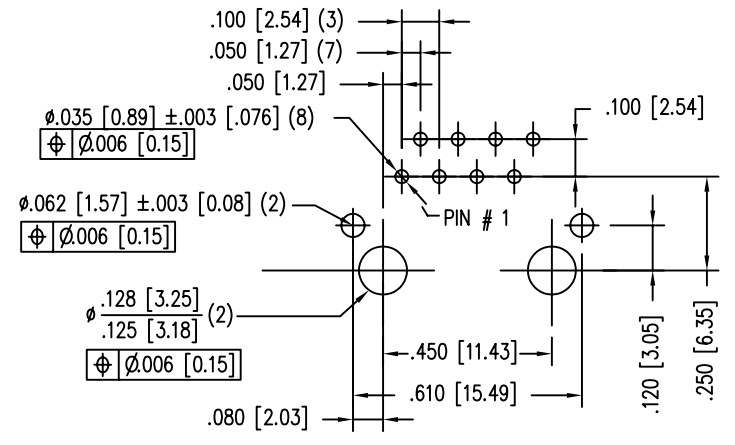 .100 [2.54] (3)
.050 [1.27] (7)
.050 [1.27]
ø.035 [0.89] ±.003 [.076] (8)
⌖ Ø.006 [0.15]
.100 [2.54]
ø.062 [1.57] ±.003 [0.08] (2)
⌖ Ø.006 [0.15]
PIN # 1
ø .128 [3.25]
.125 [3.18] (2)
⌖ Ø.006 [0.15]
.450 [11.43]
.610 [15.49]
.080 [2.03]
.120 [3.05]
.250 [6.35]